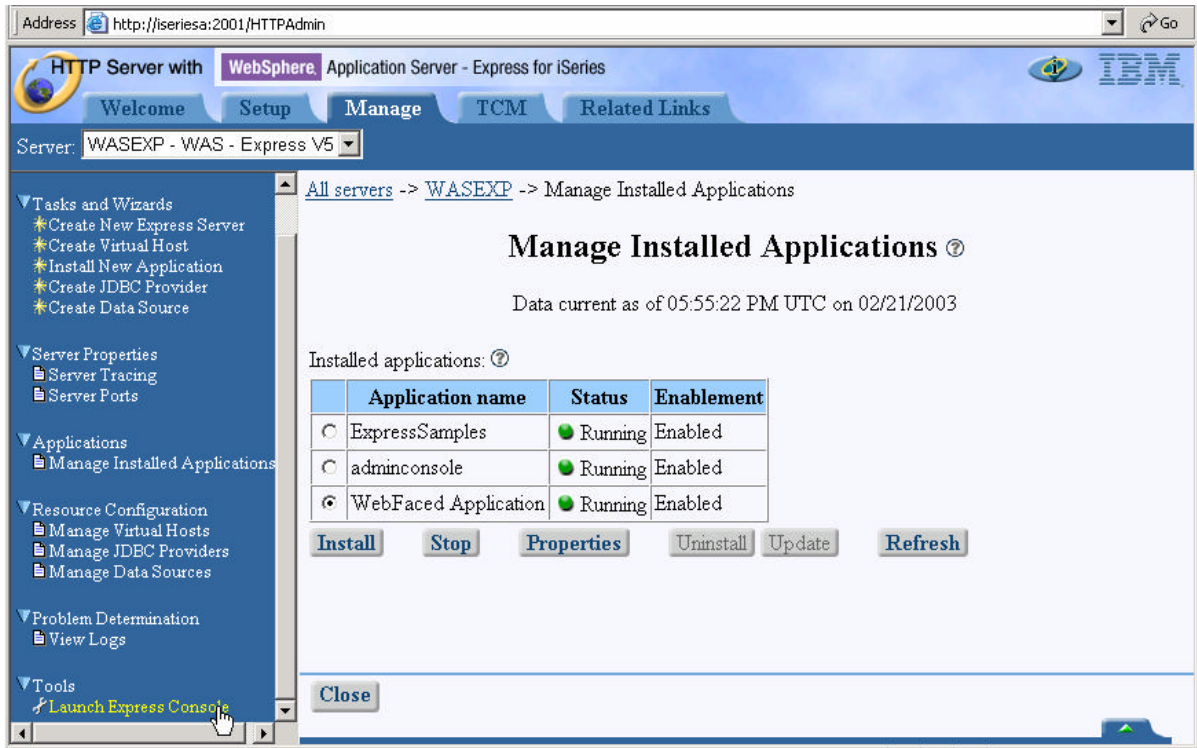 Address http://iseriesa:2001/HTTPAdmin Go
HTTP Server with WebSphere. Application Server - Express for iSeries
IBM
Welcome Setup Manage TCM Related Links
Server: WASEXP - WAS - Express V5
Tasks and Wizards
Create New Express Server
Create Virtual Host
Install New Application
Create JDBC Provider
Create Data Source
Server Properties
Server Tracing
Server Ports
Applications
Manage Installed Applications
Resource Configuration
Manage Virtual Hosts
Manage JDBC Providers
Manage Data Sources
Problem Determination
View Logs
Tools
Launch Express Console
All servers -> WASEXP -> Manage Installed Applications
Manage Installed Applications ?
Data current as of 05:55:22 PM UTC on 02/21/2003
Installed applications: ?
Application name Status Enablement
ExpressSamples Running Enabled
adminconsole Running Enabled
WebFaced Application Running Enabled
Install Stop Properties Uninstall Update Refresh
Close